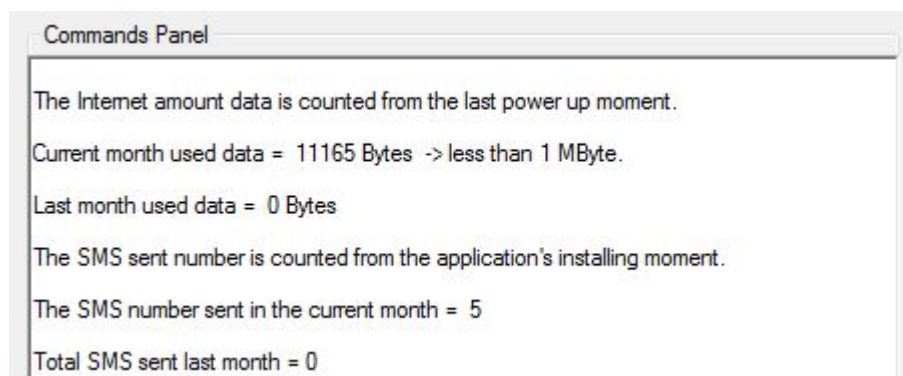 Commands Panel
The Internet amount data is counted from the last power up moment.
Current month used data =  11165 Bytes  -> less than 1 MByte.
Last month used data =  0 Bytes
The SMS sent number is counted from the application's installing moment.
The SMS number sent in the current month =  5
Total SMS sent last month = 0